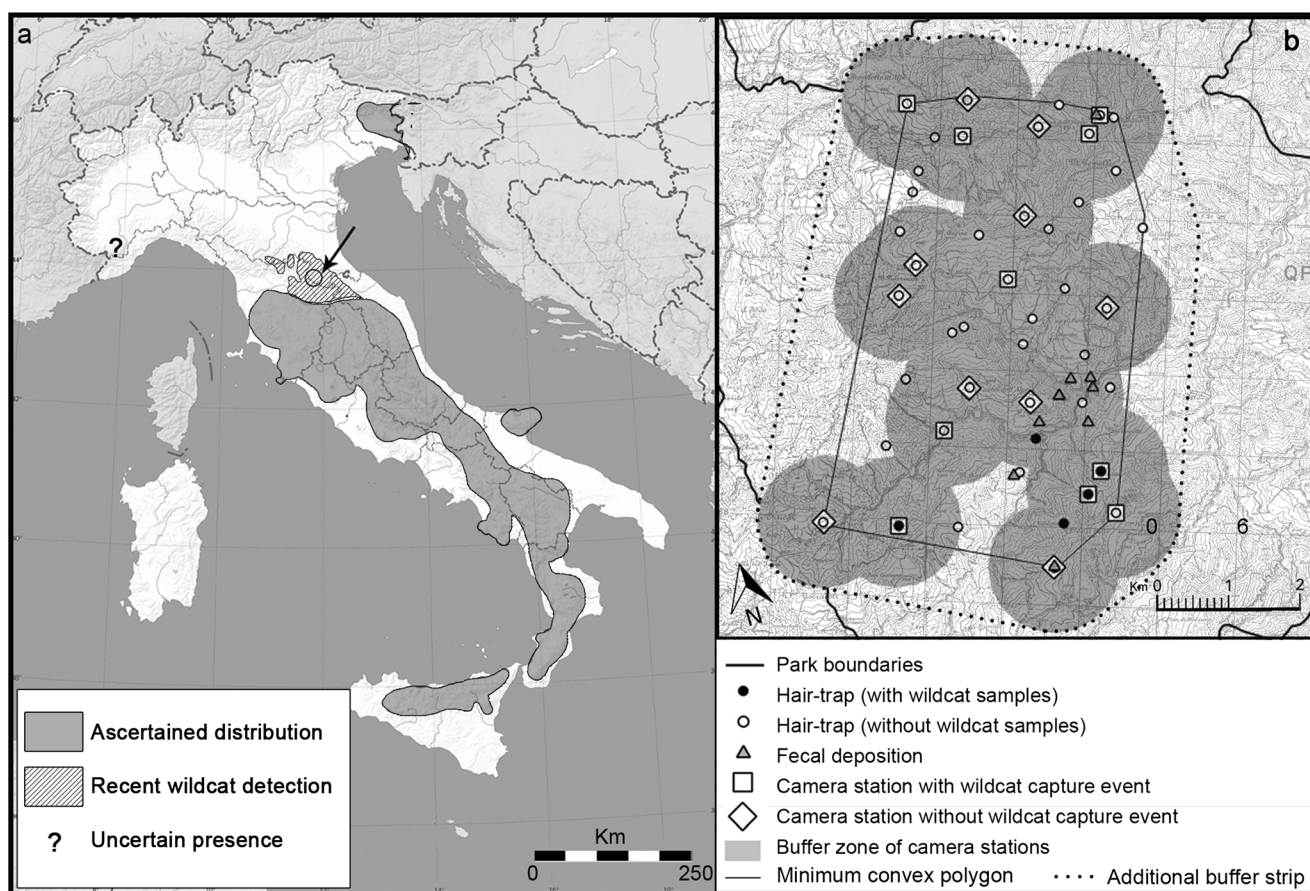 a
?
Ascertained distribution
Recent wildcat detection
? Uncertain presence
Km
0 250
b
0 6
N
Km 0 1 2
Park boundaries
Hair-trap (with wildcat samples)
Hair-trap (without wildcat samples)
Fecal deposition
Camera station with wildcat capture event
Camera station without wildcat capture event
Buffer zone of camera stations
Minimum convex polygon
Additional buffer strip